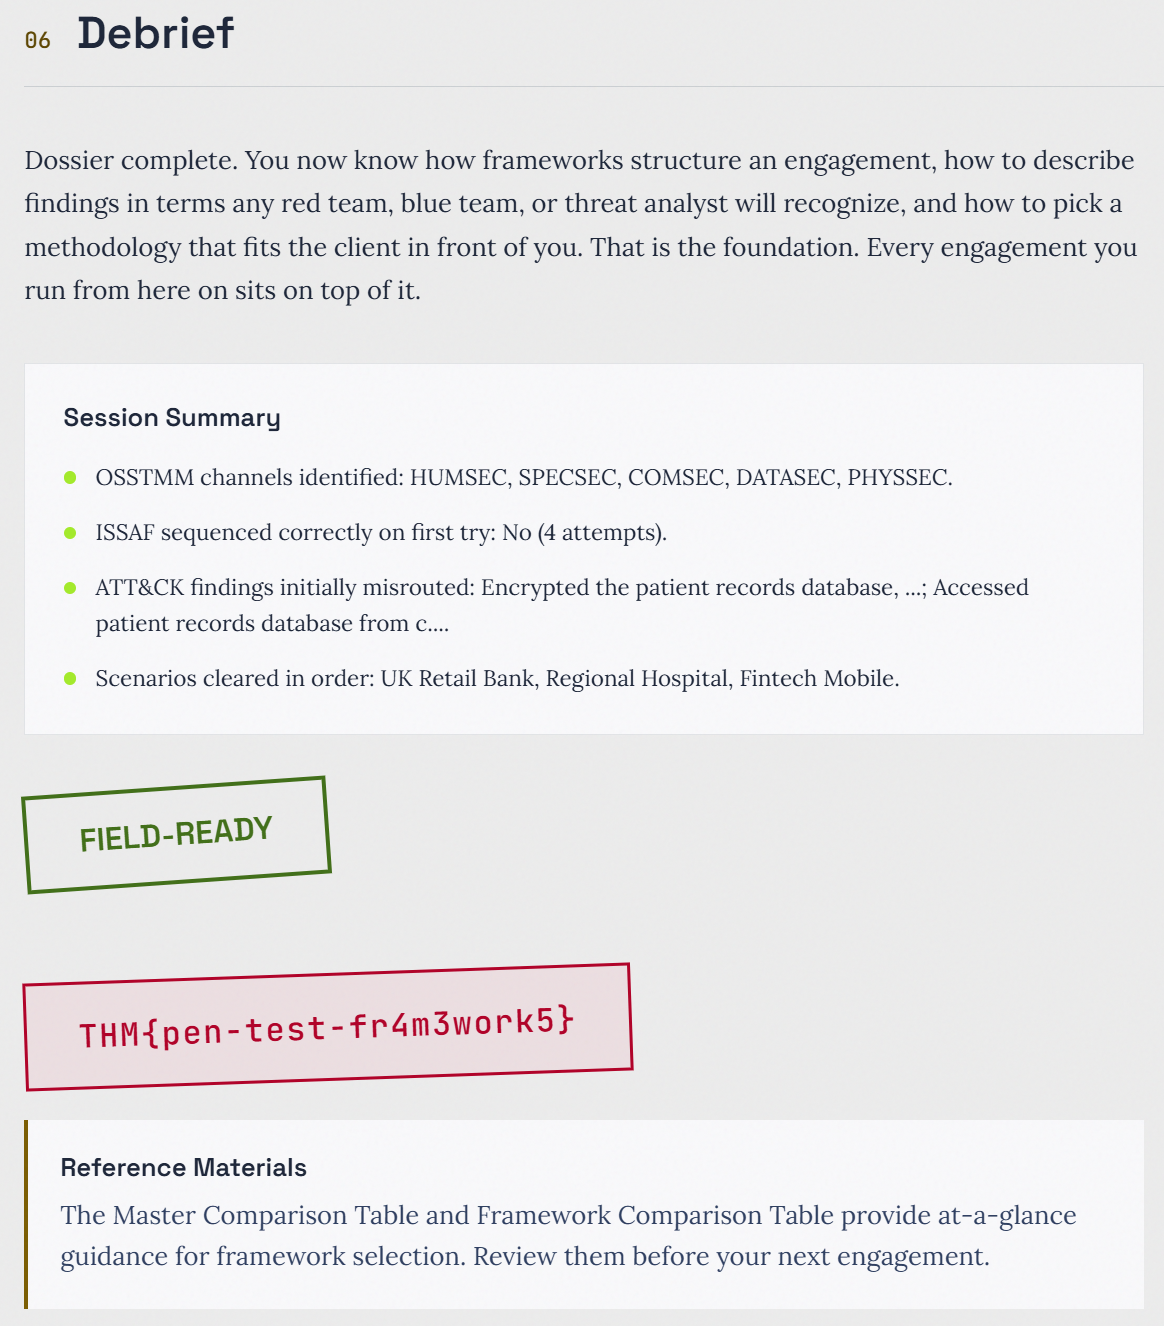 06 Debrief
Dossier complete. You now know how frameworks structure an engagement, how to describe
findings in terms any red team, blue team, or threat analyst will recognize, and how to pick a
methodology that fits the client in front of you. That is the foundation. Every engagement you
run from here on sits on top of it.
Session Summary
OSSTMM channels identified: HUMSEC, SPECSEC, COMSEC, DATASEC, PHYSSEC.
ISSAF sequenced correctly on first try: No (4 attempts).
ATT&CK findings initially misrouted: Encrypted the patient records database, ...; Accessed
patient records database from c....
Scenarios cleared in order: UK Retail Bank, Regional Hospital, Fintech Mobile.
FIELD-READY
THM{pen-test-fr4m3work5}
Reference Materials
The Master Comparison Table and Framework Comparison Table provide at-a-glance
guidance for framework selection. Review them before your next engagement.